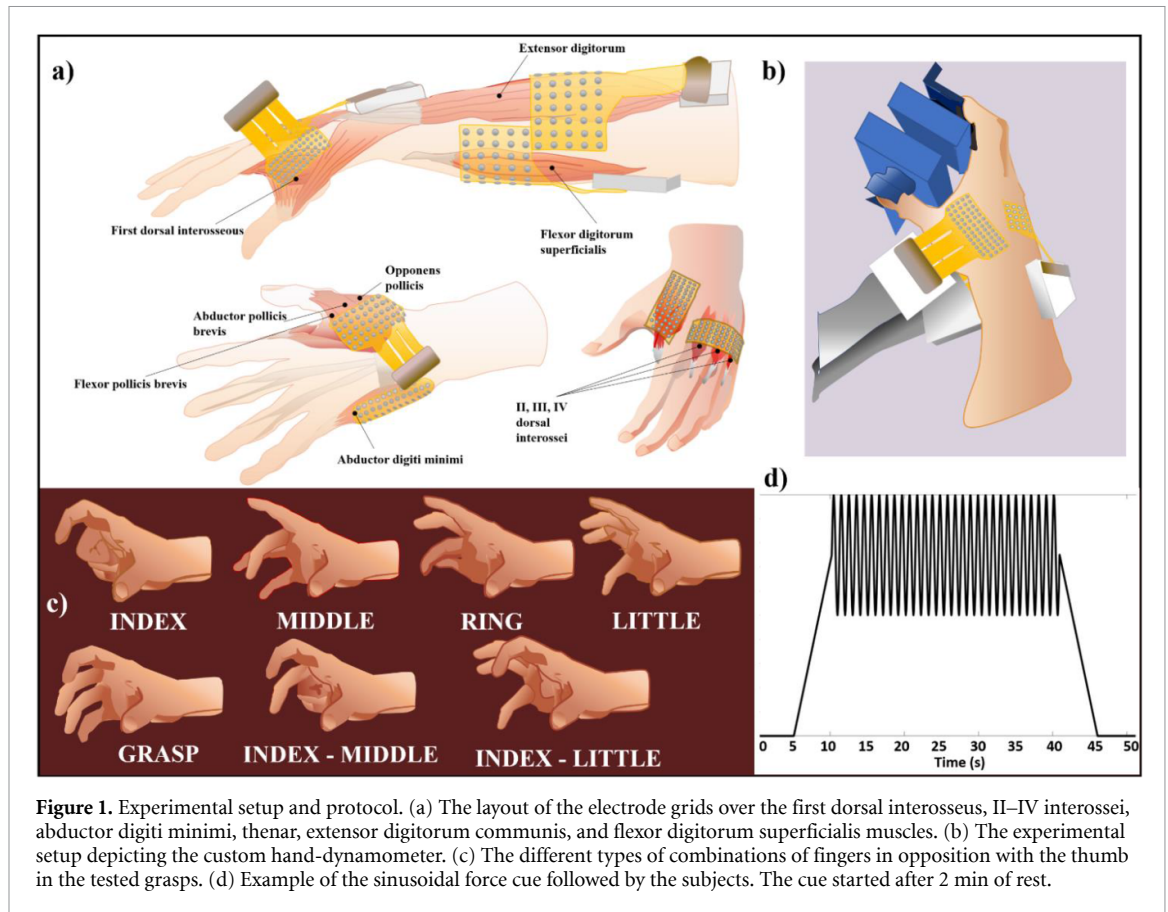 a)
Extensor digitorum
First dorsal interosseous
Flexor digitorum
superficialis
Opponens
pollicis
Abductor pollicis
brevis
Flexor pollicis brevis
II, III, IV
dorsal
interossei
Abductor digiti minimi
b)
c)
INDEX
MIDDLE
RING
LITTLE
GRASP
INDEX - MIDDLE
INDEX - LITTLE
d)
0 5 10 15 20 25 30 35 40 45 50
Time (s)
Figure 1. Experimental setup and protocol. (a) The layout of the electrode grids over the first dorsal interosseus, II–IV interossei,
abductor digiti minimi, thenar, extensor digitorum communis, and flexor digitorum superficialis muscles. (b) The experimental
setup depicting the custom hand-dynamometer. (c) The different types of combinations of fingers in opposition with the thumb
in the tested grasps. (d) Example of the sinusoidal force cue followed by the subjects. The cue started after 2 min of rest.